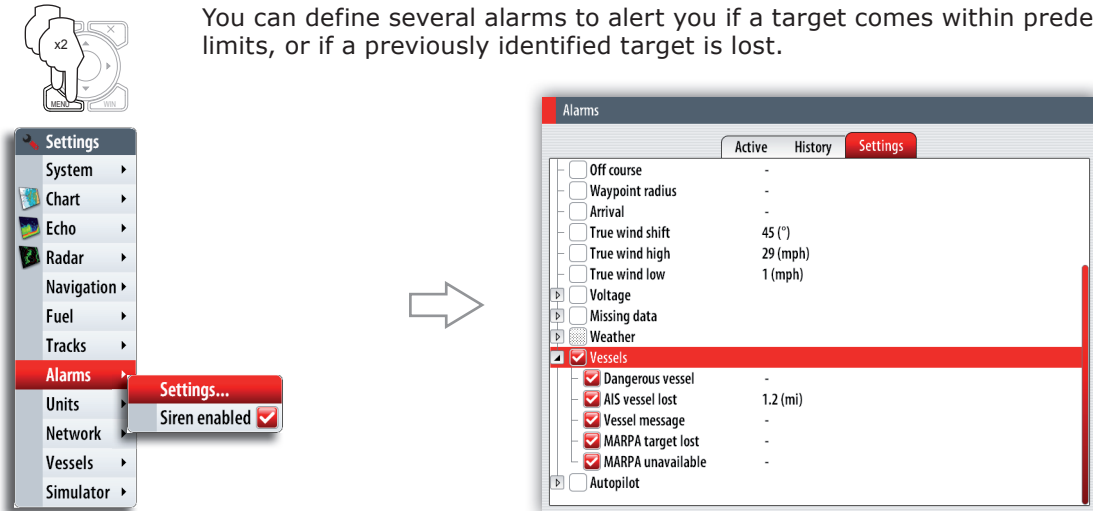 You can define several alarms to alert you if a target comes within prede
limits, or if a previously identified target is lost.
x2
MENU WIN
Settings
System
Chart
Echo
Radar
Navigation
Fuel
Tracks
Alarms
Units
Network
Vessels
Simulator
Settings...
Siren enabled
Alarms
Active History Settings
Off course -
Waypoint radius -
Arrival -
True wind shift 45 (°)
True wind high 29 (mph)
True wind low 1 (mph)
Voltage
Missing data
Weather
Vessels
Dangerous vessel -
AIS vessel lost 1.2 (mi)
Vessel message -
MARPA target lost -
MARPA unavailable -
Autopilot